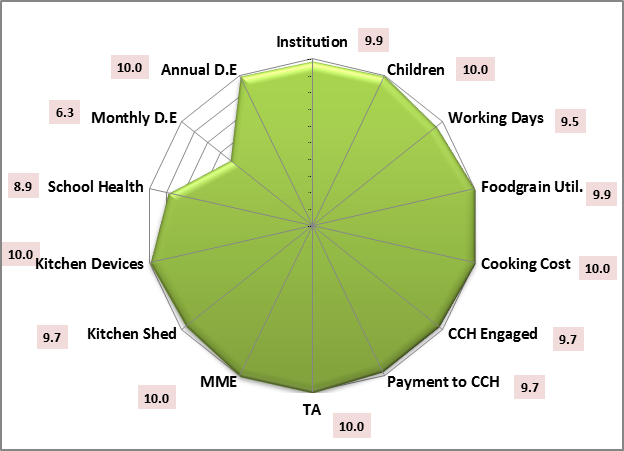 Institution 9.9
Children 10.0
Working Days 9.5
Foodgrain Util. 9.9
Cooking Cost 10.0
CCH Engaged 9.7
Payment to CCH 9.7
TA 10.0
MME 10.0
Kitchen Shed 9.7
Kitchen Devices 10.0
School Health 8.9
Monthly D.E 6.3
Annual D.E 10.0